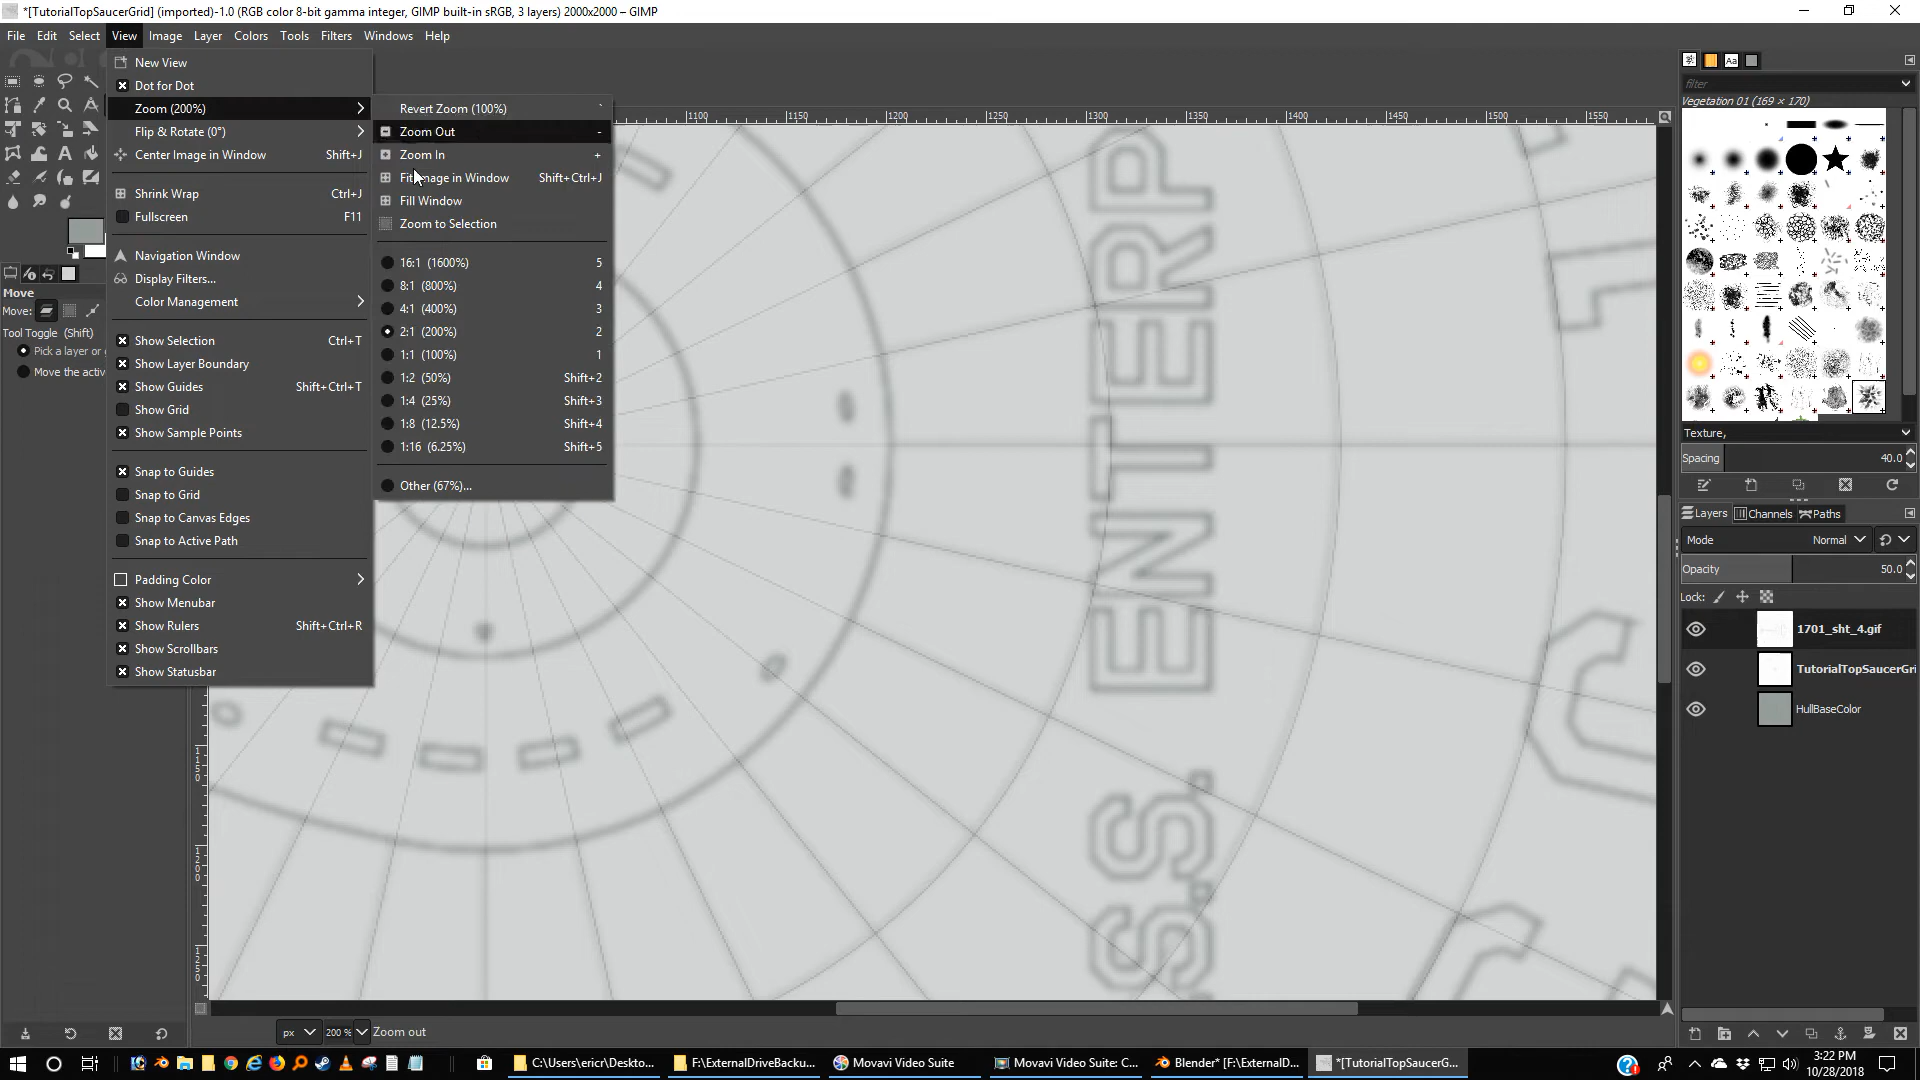 *[TutorialTopSaucerGrid] (imported)-1.0 (RGB color 8-bit gamma integer, GIMP built-in sRGB, 3 layers) 2000x2000 – GIMP
File Edit Select View Image Layer Colors Tools Filters Windows Help
New View
Dot for Dot
Zoom (200%)
Flip & Rotate (0°)
Center Image in Window Shift+J
Shrink Wrap Ctrl+J
Fullscreen F11
Navigation Window
Display Filters...
Color Management
Show Selection Ctrl+T
Show Layer Boundary
Show Guides Shift+Ctrl+T
Show Grid
Show Sample Points
Snap to Guides
Snap to Grid
Snap to Canvas Edges
Snap to Active Path
Padding Color
Show Menubar
Show Rulers Shift+Ctrl+R
Show Scrollbars
Show Statusbar
Revert Zoom (100%) `
Zoom Out -
Zoom In +
Fit Image in Window Shift+Ctrl+J
Fill Window
Zoom to Selection
16:1 (1600%) 5
8:1 (800%) 4
4:1 (400%) 3
2:1 (200%) 2
1:1 (100%) 1
1:2 (50%) Shift+2
1:4 (25%) Shift+3
1:8 (12.5%) Shift+4
1:16 (6.25%) Shift+5
Other (67%)...
Move
Move:
Tool Toggle (Shift)
Pick a layer or
Move the activ
1100 1150 1200 1250 1300 1350 1400 1450 1500 1550
1150
1200
1250
S.S. ENTERP
filter
Vegetation 01 (169 × 170)
Texture,
Spacing 40.0
Layers Channels Paths
Mode Normal
Opacity 50.0
Lock:
1701_sht_4.gif
TutorialTopSaucerGri
HullBaseColor
px 200 % Zoom out
C:\Users\ericr\Deskto...
F:\ExternalDriveBacku...
Movavi Video Suite
Movavi Video Suite: C...
Blender* [F:\ExternalD...
*[TutorialTopSaucerG...
3:22 PM
10/28/2018